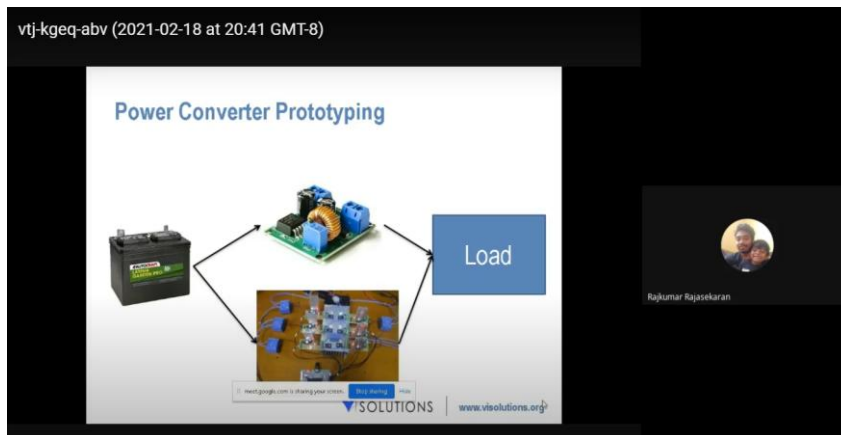 vtj-kgeq-abv (2021-02-18 at 20:41 GMT-8)
Power Converter Prototyping
Load
Rajkumar Rajasekaran
meet.google.com is sharing your screen.
Stop sharing
Hide
VISOLUTIONS
www.visolutions.org